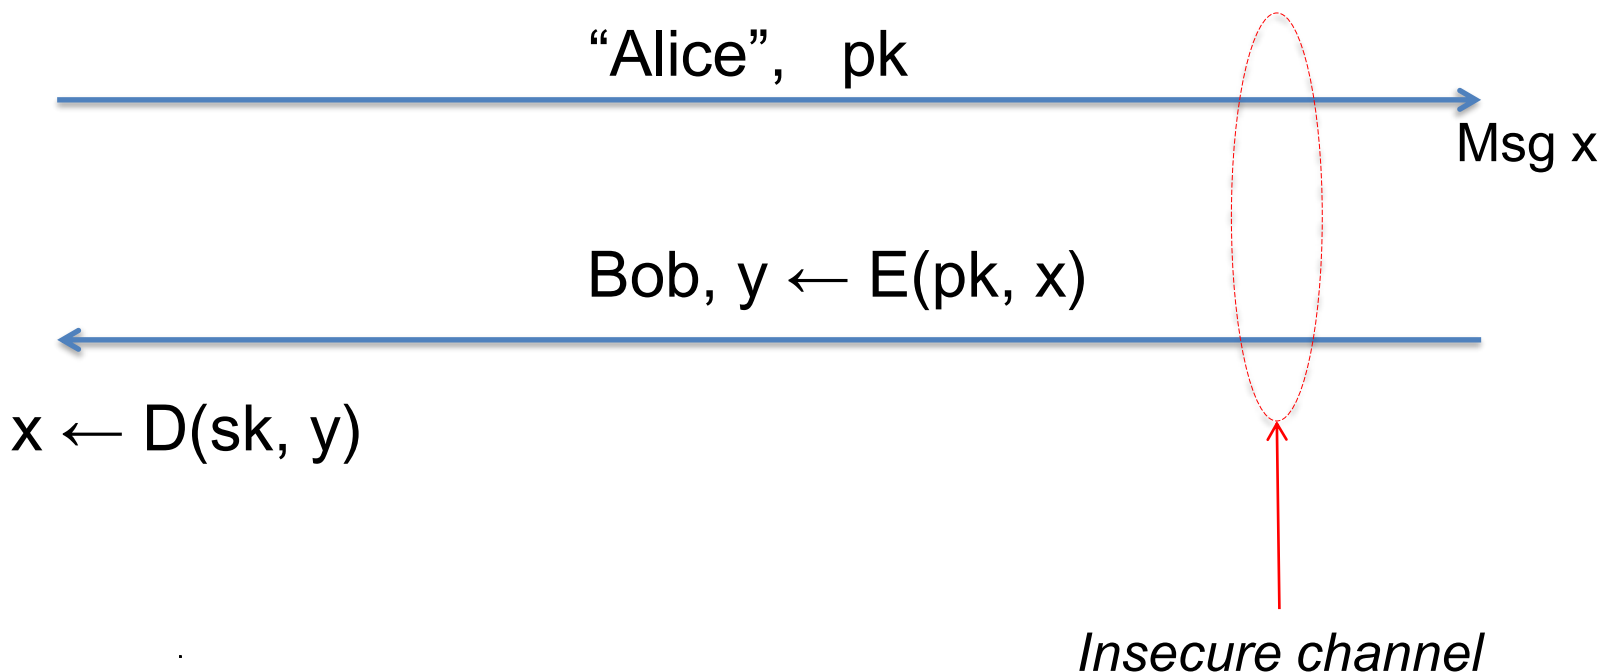 “Alice”, pk
Msg x
Bob, y ← E(pk, x)
x ← D(sk, y)
Insecure channel
.